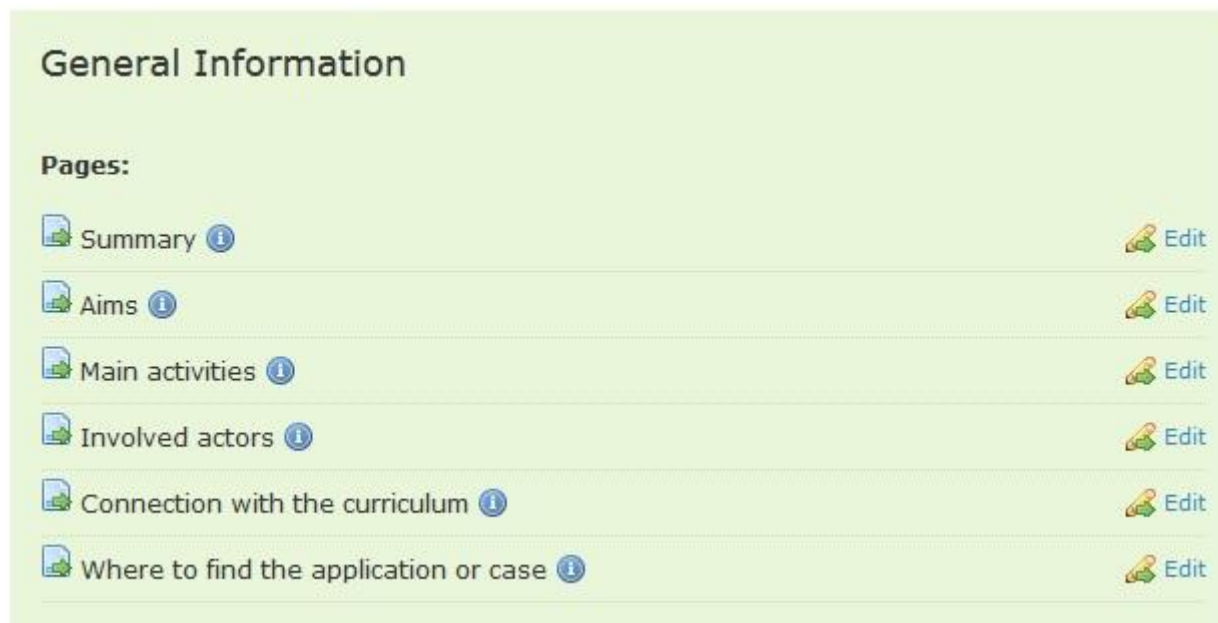 General Information
Pages:
Summary Edit
Aims Edit
Main activities Edit
Involved actors Edit
Connection with the curriculum Edit
Where to find the application or case Edit